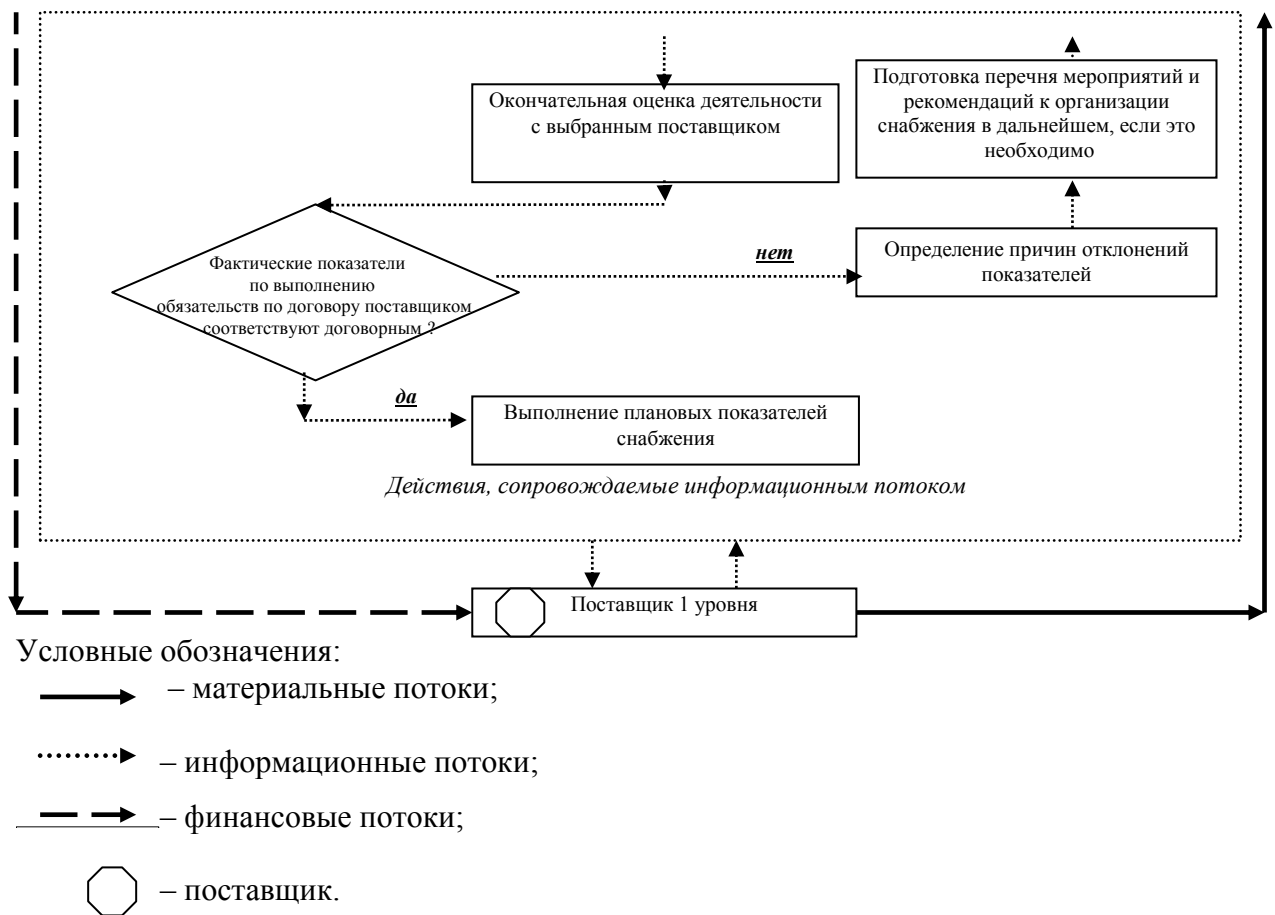 Окончательная оценка деятельности
с выбранным поставщиком
Подготовка перечня мероприятий и
рекомендаций к организации
снабжения в дальнейшем, если это
необходимо
Фактические показатели
по выполнению
обязательств по договору поставщиком
соответствуют договорным ?
нет
Определение причин отклонений
показателей
да
Выполнение плановых показателей
снабжения
Действия, сопровождаемые информационным потоком
Поставщик 1 уровня
Условные обозначения:
– материальные потоки;
– информационные потоки;
– финансовые потоки;
– поставщик.